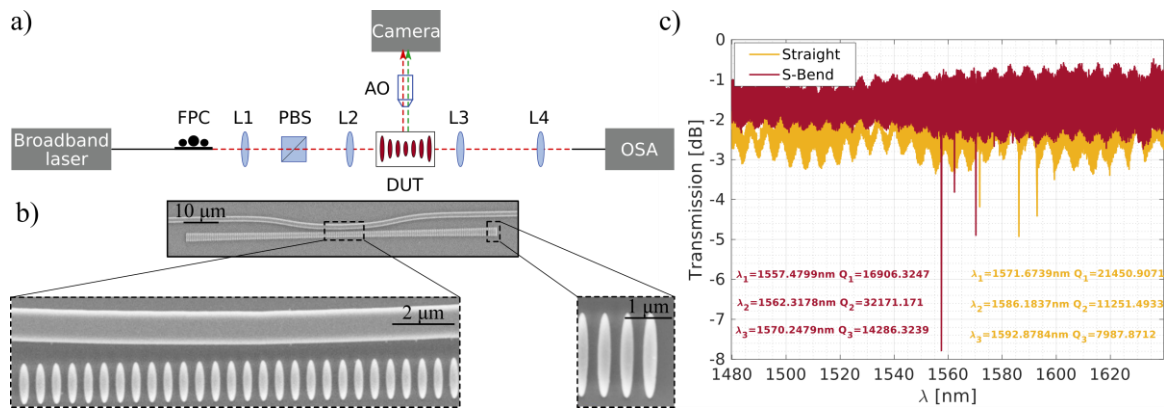 a)
Camera
AO
FPC
L1
PBS
L2
L3
L4
Broadband
laser
DUT
OSA
b)
10 μm
2 μm
1 μm
c)
Straight
S-Bend
Transmission [dB]
0
-1
-2
-3
-4
-5
-6
-7
-8
λ₁=1557.4799nm Q₁=16906.3247
λ₂=1562.3178nm Q₂=32171.171
λ₃=1570.2479nm Q₃=14286.3239
λ₁=1571.6739nm Q₁=21450.9071
λ₂=1586.1837nm Q₂=11251.4933
λ₃=1592.8784nm Q₃=7987.8712
1480 1500 1520 1540 1560 1580 1600 1620
λ [nm]